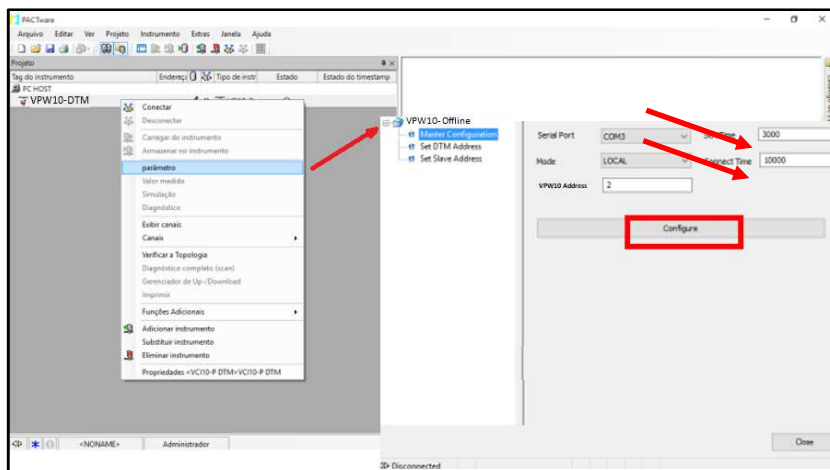 PACTware
Arquivo Editar Ver Projeto Instrumento Extras Janela Ajuda
Projeto
Tag do instrumento Endereç Tipo de instr Estado Estado do timestamp
PC HOST
VPW10-DTM
Conectar
Desconectar
Carregar do instrumento
Armazenar no instrumento
parâmetro
Valor medido
Simulação
Diagnóstico
Exibir canais
Canais
Verificar a Topologia
Diagnóstico completo (scan)
Gerenciador de Up-/Download
Imprimir
Funções Adicionais
Adicionar instrumento
Substituir instrumento
Eliminar instrumento
Propriedades <VCI10-P DTM>VCI10-P DTM
VPW10-Offline
Master Configuration
Set DTM Address
Set Slave Address
Serial Port COM3 3000
Mode LOCAL Connect Time 10000
VPW10 Address 2
Configure
Close
<NONAME> Administrador
Disconnected